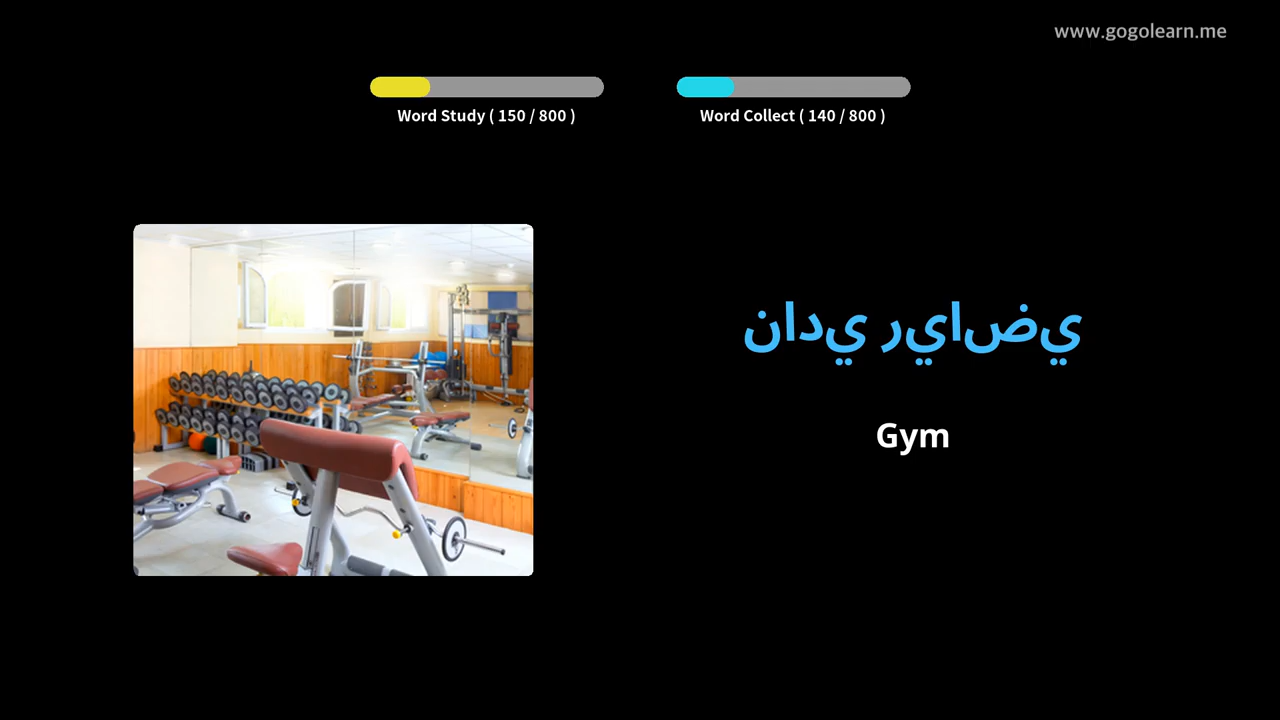 www.gogolearn.me
Word Study ( 150 / 800 )
Word Collect ( 140 / 800 )
نادي رياضي
Gym